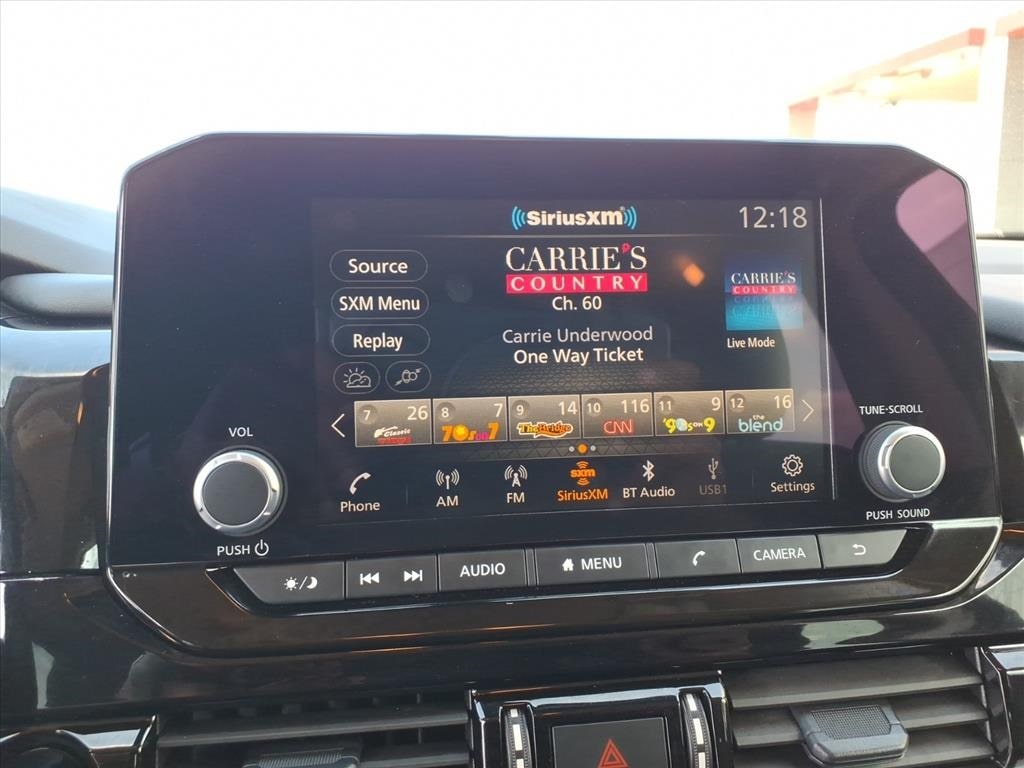 SiriusXM
12:18
Source
CARRIE'S
COUNTRY
Ch. 60
SXM Menu
Replay
Carrie Underwood
One Way Ticket
CARRIE'S
COUNTRY
Live Mode
7 26
8 7
9 14
10 116
11 9
12 16
Classic
70s on 7
The Bridge
CNN
'90s on 9
the blend
VOL
PUSH
TUNE·SCROLL
PUSH SOUND
Phone
AM
FM
sxm
SiriusXM
BT Audio
USB1
Settings
AUDIO
MENU
CAMERA